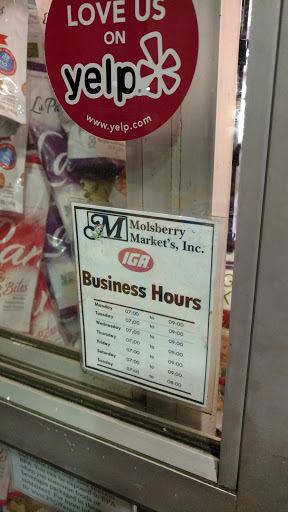 LOVE US
ON
yelp
www.yelp.com
M Molsberry
Market's, Inc.
IGA
Business Hours
Monday 07:00 to 09:00
Tuesday 07:00 to 09:00
Wednesday 07:00 to 09:00
Thursday 07:00 to 09:00
Friday 07:00 to 09:00
Saturday 07:00 to 09:00
Sunday 07:00 to 08:00
Bites